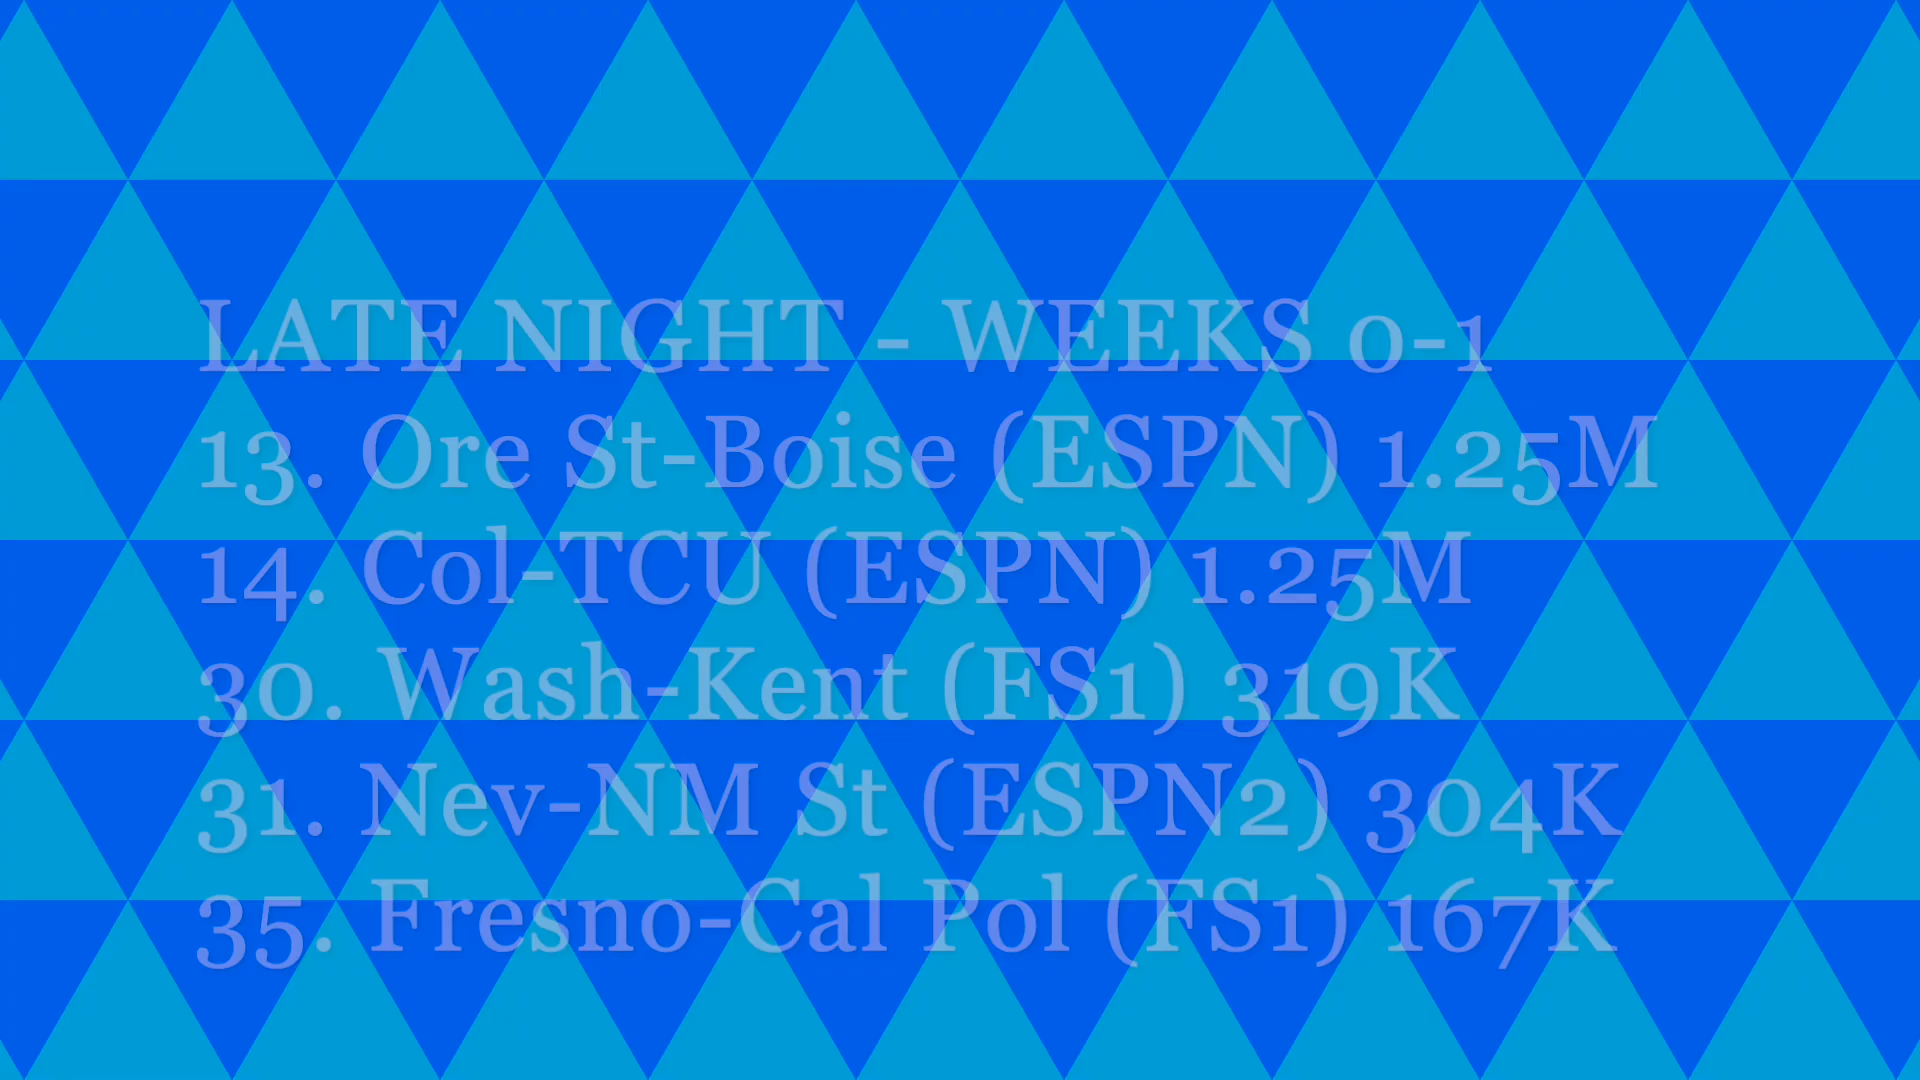 LATE NIGHT - WEEKS 0-1
13. Ore St-Boise (ESPN) 1.25M
14. Col-TCU (ESPN) 1.25M
30. Wash-Kent (FS1) 319K
31. Nev-NM St (ESPN2) 304K
35. Fresno-Cal Pol (FS1) 167K